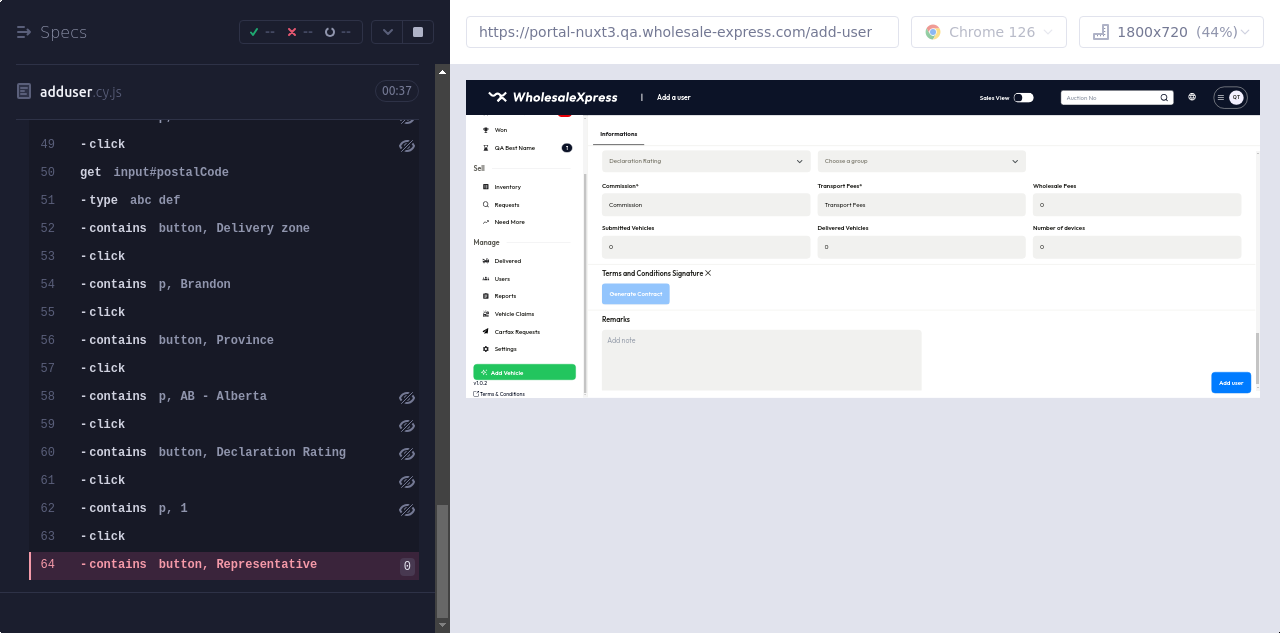 Specs
-- -- --
https://portal-nuxt3.qa.wholesale-express.com/add-user
Chrome 126
1800x720 (44%)
adduser.cy.js
00:37
49 -click
50 get input#postalCode
51 -type abc def
52 -contains button, Delivery zone
53 -click
54 -contains p, Brandon
55 -click
56 -contains button, Province
57 -click
58 -contains p, AB - Alberta
59 -click
60 -contains button, Declaration Rating
61 -click
62 -contains p, 1
63 -click
64 -contains button, Representative 0
WholesaleXpress | Add a user
Sales View
Auction No
QT
Won
QA Best Name 1
Sell
Inventory
Requests
Need More
Manage
Delivered
Users
Reports
Vehicle Claims
Carfax Requests
Settings
Add Vehicle
v1.0.2
Terms & Conditions
Informations
Declaration Rating
Choose a group
Commission* Transport Fees* Wholesale Fees
Commission Transport Fees 0
Submitted Vehicles Delivered Vehicles Number of devices
0 0 0
Terms and Conditions Signature
Generate Contract
Remarks
Add note
Add user